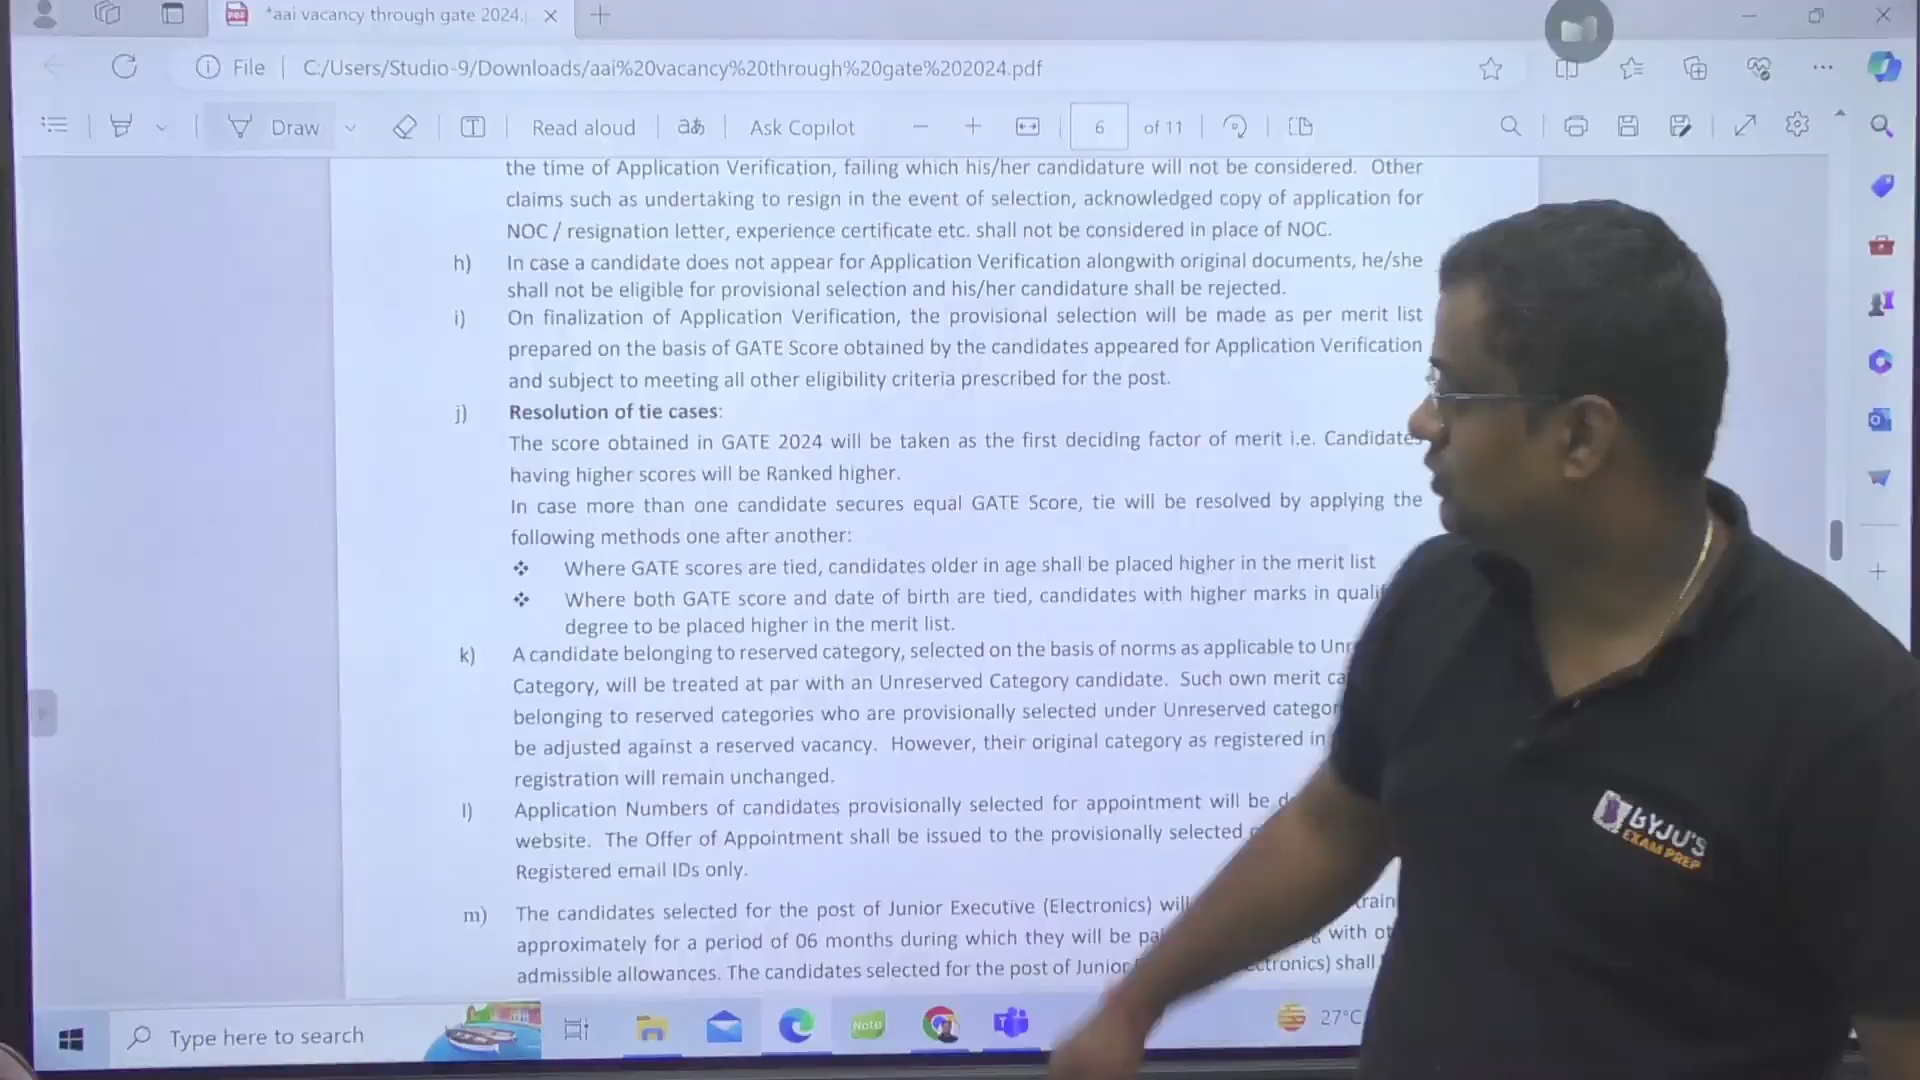 *aai vacancy through gate 2024.
File C:/Users/Studio-9/Downloads/aai%20vacancy%20through%20gate%202024.pdf
Draw Read aloud Ask Copilot 6 of 11
the time of Application Verification, failing which his/her candidature will not be considered. Other
claims such as undertaking to resign in the event of selection, acknowledged copy of application for
NOC / resignation letter, experience certificate etc. shall not be considered in place of NOC.
h) In case a candidate does not appear for Application Verification alongwith original documents, he/she
shall not be eligible for provisional selection and his/her candidature shall be rejected.
i) On finalization of Application Verification, the provisional selection will be made as per merit list
prepared on the basis of GATE Score obtained by the candidates appeared for Application Verification
and subject to meeting all other eligibility criteria prescribed for the post.
j) Resolution of tie cases:
The score obtained in GATE 2024 will be taken as the first deciding factor of merit i.e. Candidates
having higher scores will be Ranked higher.
In case more than one candidate secures equal GATE Score, tie will be resolved by applying the
following methods one after another:
❖ Where GATE scores are tied, candidates older in age shall be placed higher in the merit list
❖ Where both GATE score and date of birth are tied, candidates with higher marks in
degree to be placed higher in the merit list.
k) A candidate belonging to reserved category, selected on the basis of norms as applicable to
Category, will be treated at par with an Unreserved Category candidate. Such own merit
belonging to reserved categories who are provisionally selected under Unreserved
be adjusted against a reserved vacancy. However, their original category as registered in
registration will remain unchanged.
l) Application Numbers of candidates provisionally selected for appointment will be
website. The Offer of Appointment shall be issued to the provisionally selected
Registered email IDs only.
m) The candidates selected for the post of Junior Executive (Electronics) will
approximately for a period of 06 months during which they will be with
admissible allowances. The candidates selected for the post of Junior shall
Type here to search
Note
27°C
BYJU'S
EXAM PREP